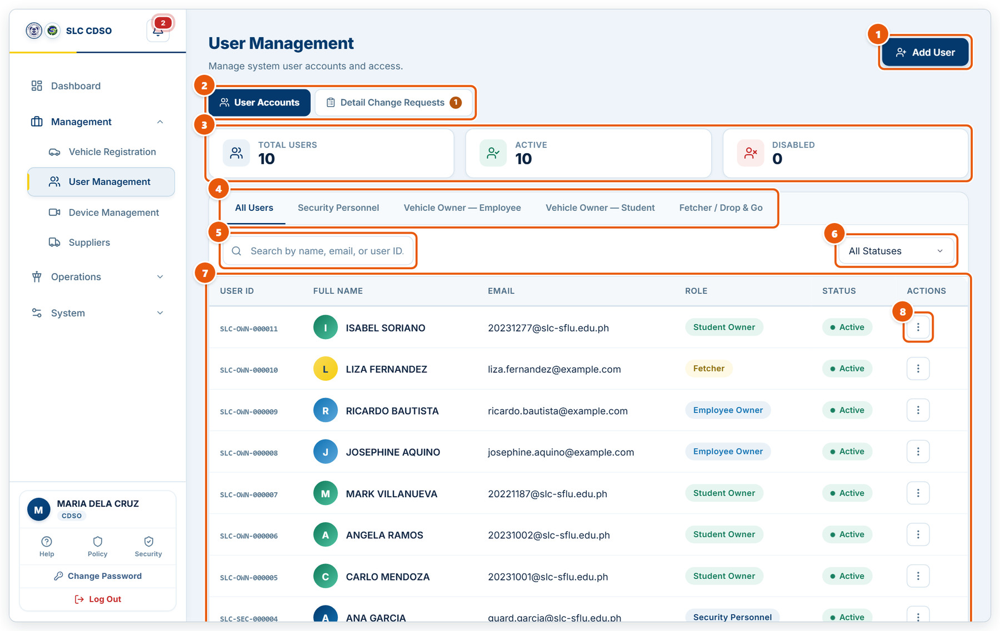 SLC CDSO
2
Dashboard
Management
Vehicle Registration
User Management
Device Management
Suppliers
Operations
System
M
MARIA DELA CRUZ
CDSO
Help
Policy
Security
Change Password
Log Out
User Management
Manage system user accounts and access.
1
Add User
2
User Accounts
Detail Change Requests 1
3
TOTAL USERS
10
ACTIVE
10
DISABLED
0
4
All Users
Security Personnel
Vehicle Owner — Employee
Vehicle Owner — Student
Fetcher / Drop & Go
5
Search by name, email, or user ID.
6
All Statuses
7
USER ID FULL NAME EMAIL ROLE STATUS ACTIONS
8
SLC-OWN-000011 I ISABEL SORIANO 20231277@slc-sflu.edu.ph Student Owner Active
SLC-OWN-000010 L LIZA FERNANDEZ liza.fernandez@example.com Fetcher Active
SLC-OWN-000009 R RICARDO BAUTISTA ricardo.bautista@example.com Employee Owner Active
SLC-OWN-000008 J JOSEPHINE AQUINO josephine.aquino@example.com Employee Owner Active
SLC-OWN-000007 M MARK VILLANUEVA 20221187@slc-sflu.edu.ph Student Owner Active
SLC-OWN-000006 A ANGELA RAMOS 20231002@slc-sflu.edu.ph Student Owner Active
SLC-OWN-000005 C CARLO MENDOZA 20231001@slc-sflu.edu.ph Student Owner Active
SLC-SEC-000004 A ANA GARCIA guard.garcia@slc-sflu.edu.ph Security Personnel Active